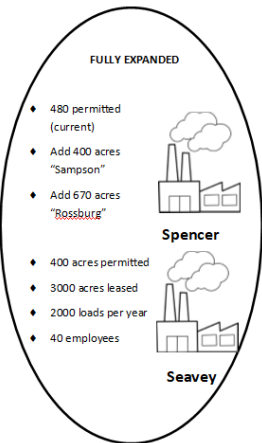 FULLY EXPANDED
♦ 480 permitted
(current)
♦ Add 400 acres
“Sampson”
♦ Add 670 acres
“Rossburg”
Spencer
♦ 400 acres permitted
♦ 3000 acres leased
♦ 2000 loads per year
♦ 40 employees
Seavey